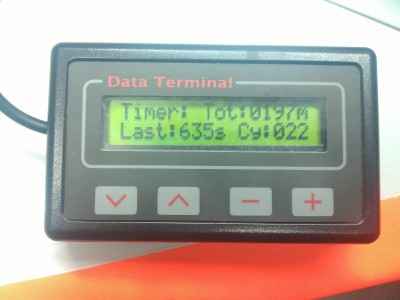 Data Terminal
Timer: Tot:0197m
Last:635s Cy:022